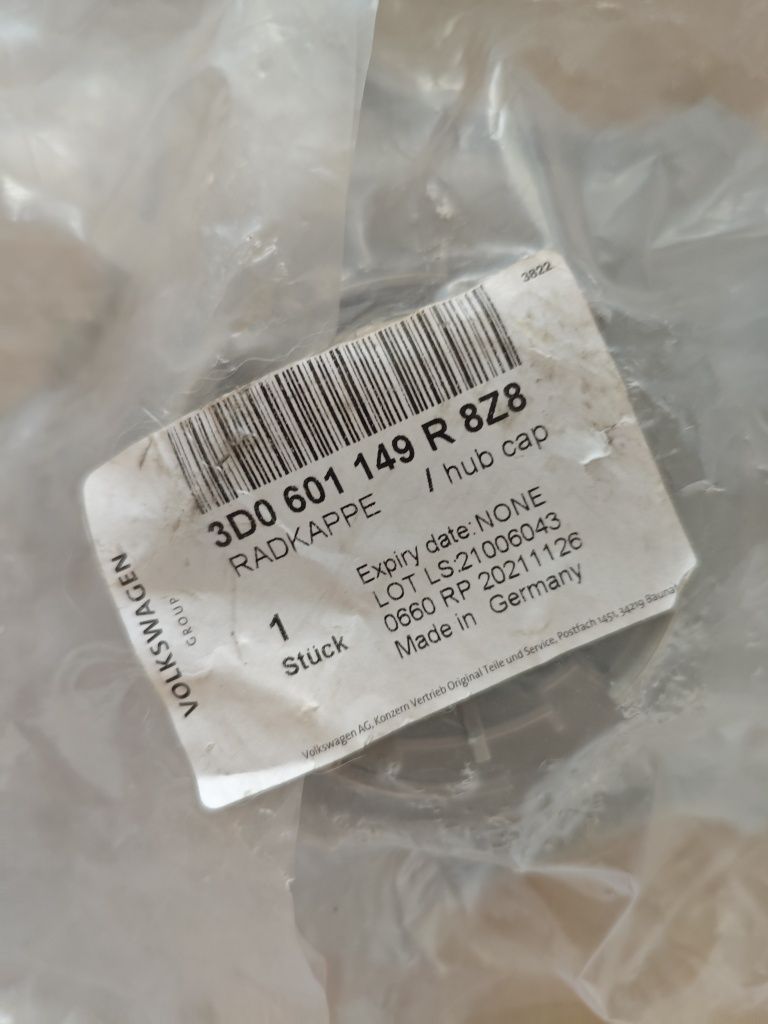 3822
3D0 601 149 R 8Z8
RADKAPPE / hub cap
Expiry date: NONE
LOT LS:21006043
0660 RP 20211126
Made in Germany
1
Stück
VOLKSWAGEN
GROUP
Volkswagen AG, Konzern Vertrieb Original Teile und Service, Postfach 1451, 34219